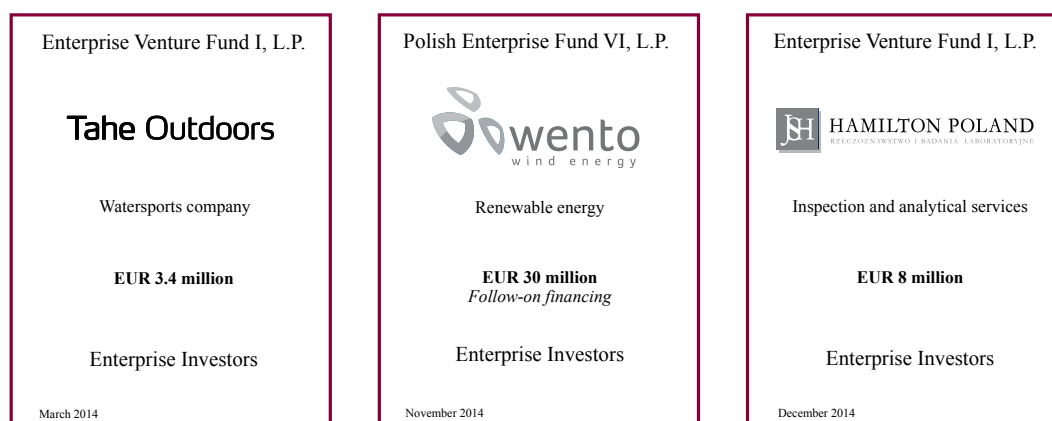 Enterprise Venture Fund I, L.P.
Tahe Outdoors
Watersports company
EUR 3.4 million
Enterprise Investors
March 2014
Polish Enterprise Fund VI, L.P.
wento
wind energy
Renewable energy
EUR 30 million
Follow-on financing
Enterprise Investors
November 2014
Enterprise Venture Fund I, L.P.
JSH HAMILTON POLAND
RZECZOZNAWSTWO I BADANIA LABORATORYJNE
Inspection and analytical services
EUR 8 million
Enterprise Investors
December 2014